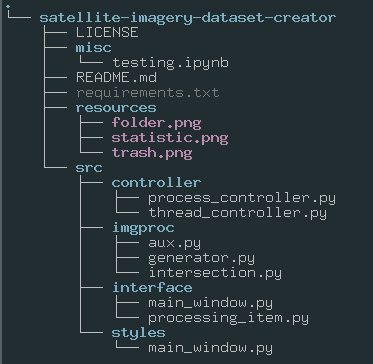 .
satellite-imagery-dataset-creator
LICENSE
misc
testing.ipynb
README.md
requirements.txt
resources
folder.png
statistic.png
trash.png
src
controller
process_controller.py
thread_controller.py
imgproc
aux.py
generator.py
intersection.py
interface
main_window.py
processing_item.py
styles
main_window.py